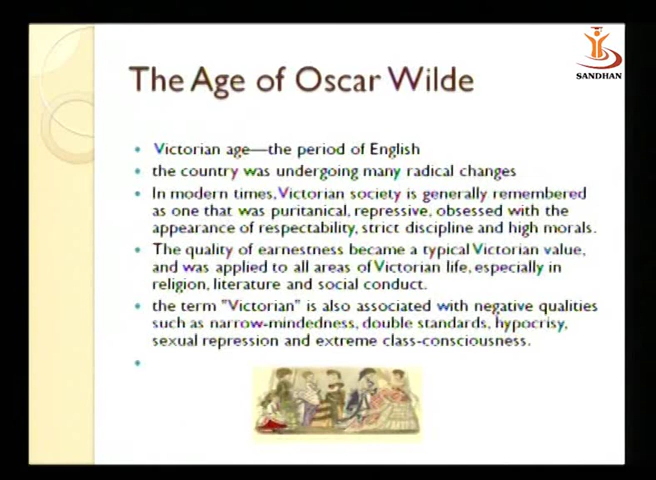 SANDHAN
The Age of Oscar Wilde
Victorian age—the period of English
the country was undergoing many radical changes
In modern times, Victorian society is generally remembered
as one that was puritanical, repressive, obsessed with the
appearance of respectability, strict discipline and high morals.
The quality of earnestness became a typical Victorian value,
and was applied to all areas of Victorian life, especially in
religion, literature and social conduct.
the term "Victorian" is also associated with negative qualities
such as narrow-mindedness, double standards, hypocrisy,
sexual repression and extreme class-consciousness.